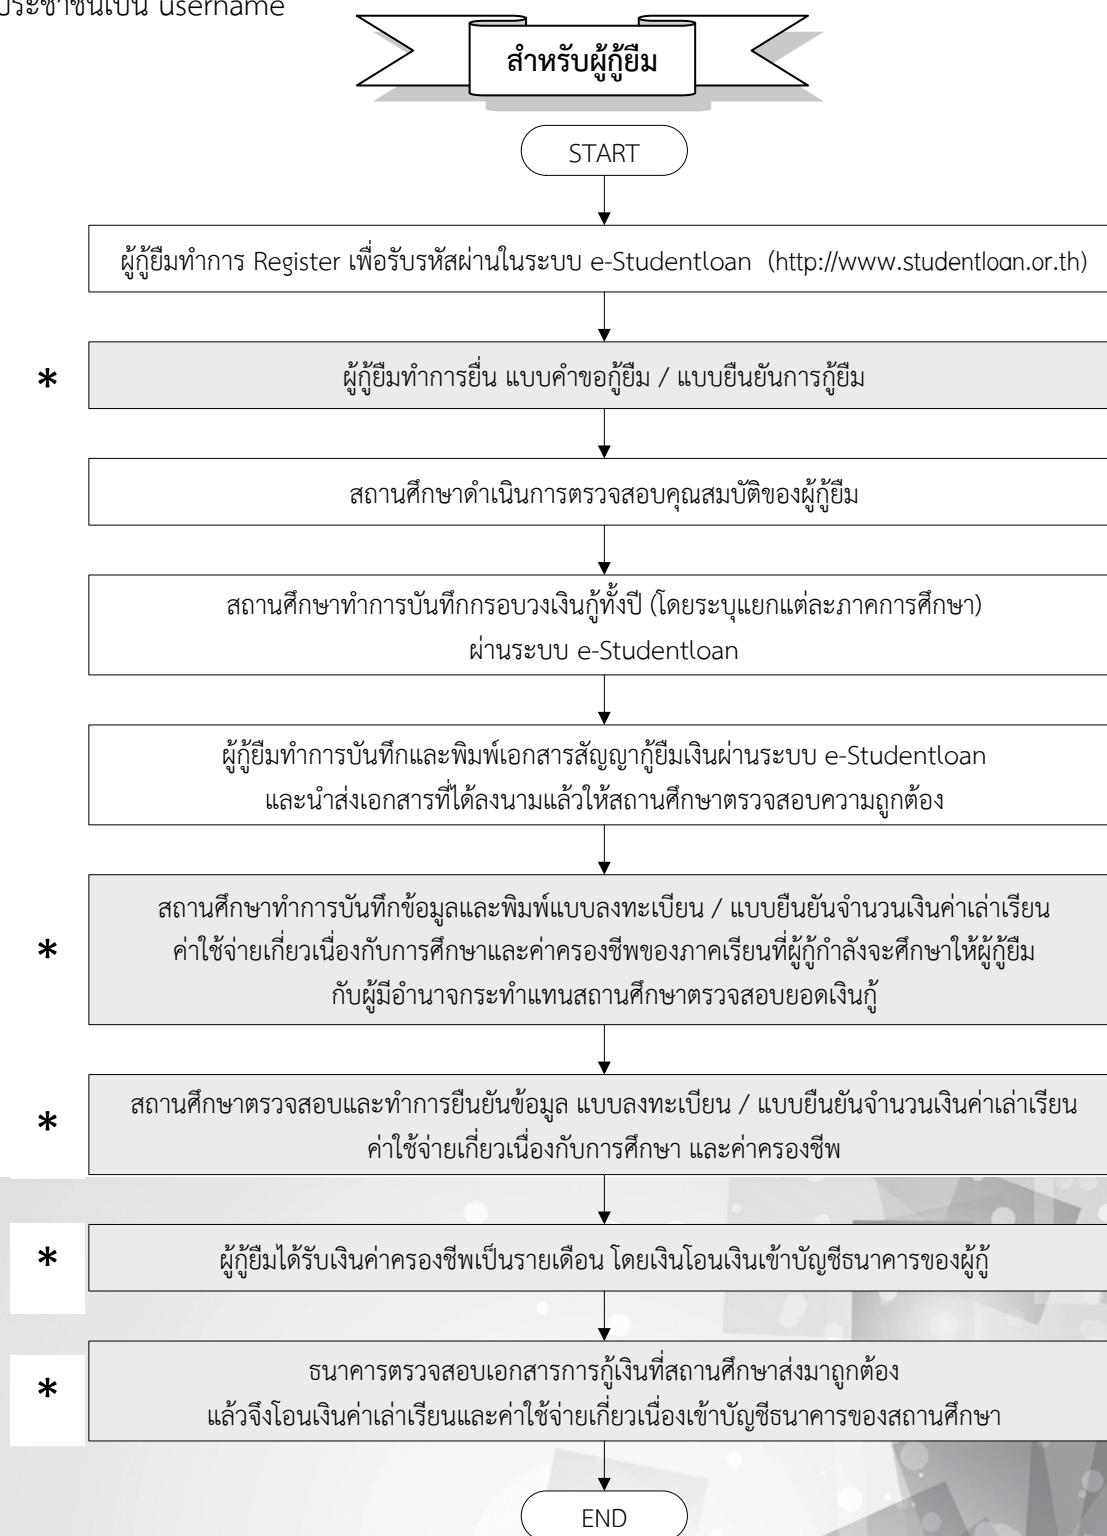 ประชาชนเป็น username
สำหรับผู้กู้ยืม
START
ผู้กู้ยืมทำการ Register เพื่อรับรหัสผ่านในระบบ e-Studentloan (http://www.studentloan.or.th)
* ผู้กู้ยืมทำการยื่น แบบคำขอกู้ยืม / แบบยืนยันการกู้ยืม
สถานศึกษาดำเนินการตรวจสอบคุณสมบัติของผู้กู้ยืม
สถานศึกษาทำการบันทึกกรอบวงเงินกู้ทั้งปี (โดยระบุแยกแต่ละภาคการศึกษา)
ผ่านระบบ e-Studentloan
ผู้กู้ยืมทำการบันทึกและพิมพ์เอกสารสัญญากู้ยืมเงินผ่านระบบ e-Studentloan
และนำส่งเอกสารที่ได้ลงนามแล้วให้สถานศึกษาตรวจสอบความถูกต้อง
สถานศึกษาทำการบันทึกข้อมูลและพิมพ์แบบลงทะเบียน / แบบยืนยันจำนวนเงินค่าเล่าเรียน
* ค่าใช้จ่ายเกี่ยวเนื่องกับการศึกษาและค่าครองชีพของภาคเรียนที่ผู้กู้กำลังจะศึกษาให้ผู้กู้ยืม
กับผู้มีอำนาจกระทำแทนสถานศึกษาตรวจสอบยอดเงินกู้
* สถานศึกษาตรวจสอบและทำการยืนยันข้อมูล แบบลงทะเบียน / แบบยืนยันจำนวนเงินค่าเล่าเรียน
ค่าใช้จ่ายเกี่ยวเนื่องกับการศึกษา และค่าครองชีพ
* ผู้กู้ยืมได้รับเงินค่าครองชีพเป็นรายเดือน โดยเงินโอนเงินเข้าบัญชีธนาคารของผู้กู้
* ธนาคารตรวจสอบเอกสารการกู้เงินที่สถานศึกษาส่งมาถูกต้อง
แล้วจึงโอนเงินค่าเล่าเรียนและค่าใช้จ่ายเกี่ยวเนื่องเข้าบัญชีธนาคารของสถานศึกษา
END